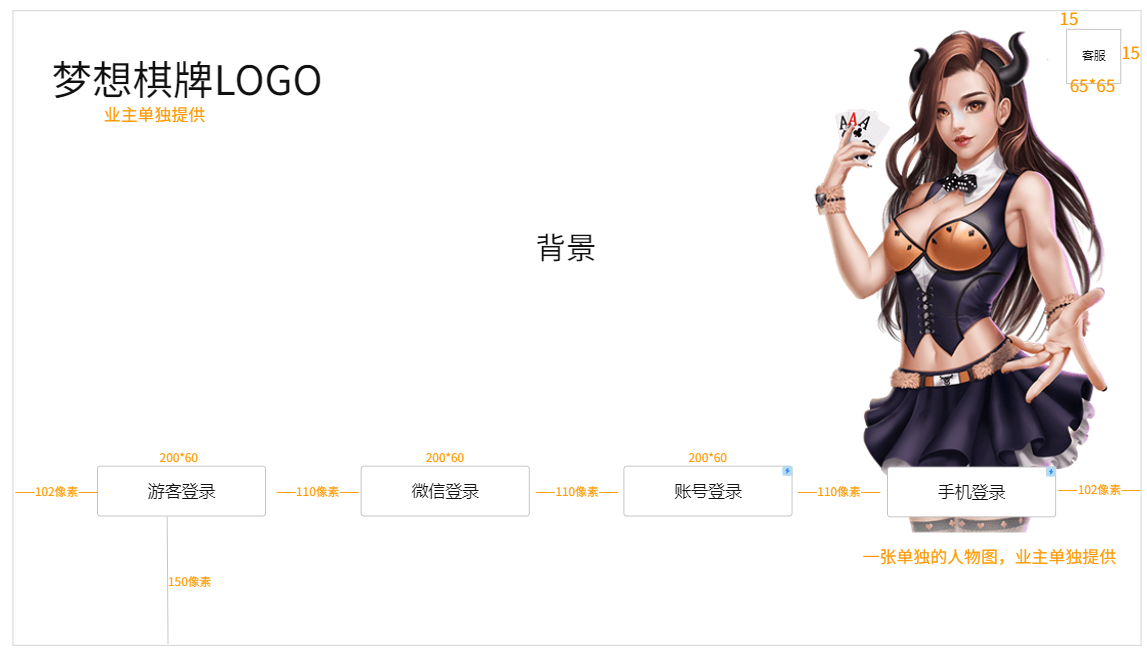 15
梦想棋牌LOGO
客服
15
65*65
业主单独提供
A A A
背景
200*60
200*60
200*60
102像素
游客登录
110像素
微信登录
110像素
账号登录
110像素
手机登录
102像素
一张单独的人物图，业主单独提供
150像素